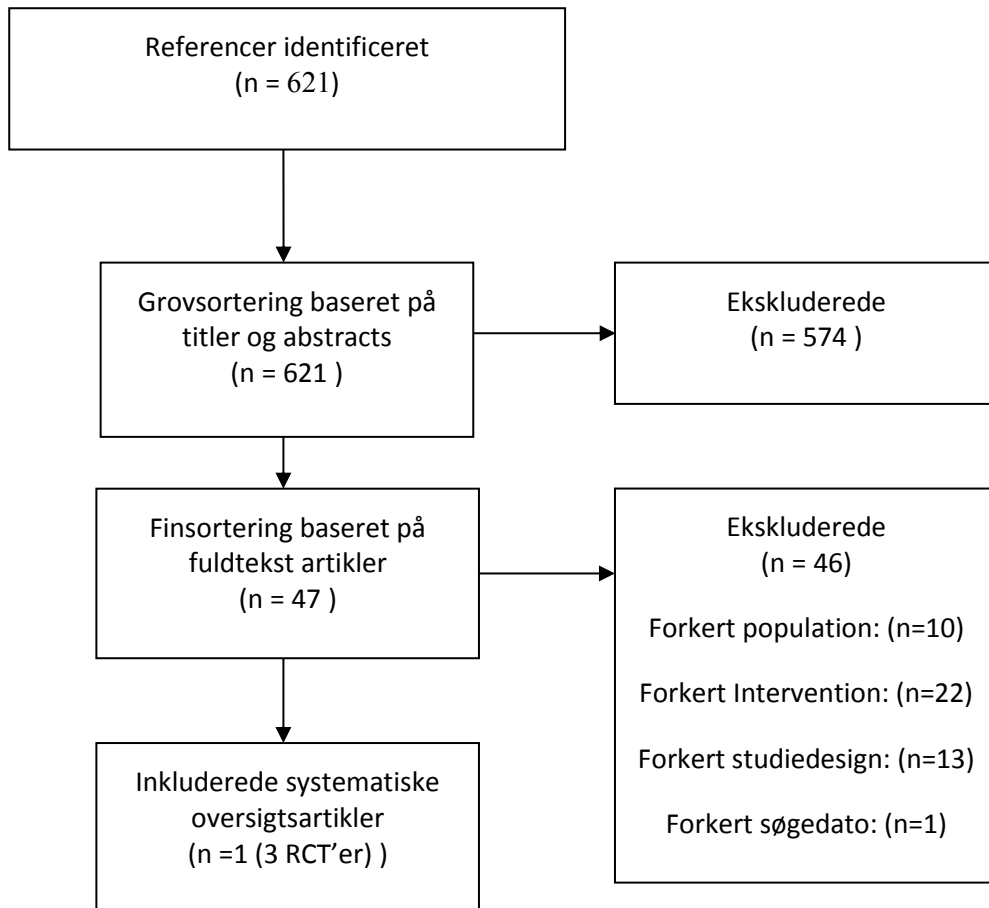 Referencer identificeret
(n = 621)
Grovsortering baseret på
titler og abstracts
(n = 621 )
Ekskluderede
(n = 574 )
Finsortering baseret på
fuldtekst artikler
(n = 47 )
Ekskluderede
(n = 46)
Forkert population: (n=10)
Forkert Intervention: (n=22)
Forkert studiedesign: (n=13)
Forkert søgedato: (n=1)
Inkluderede systematiske
oversigtsartikler
(n =1 (3 RCT’er) )